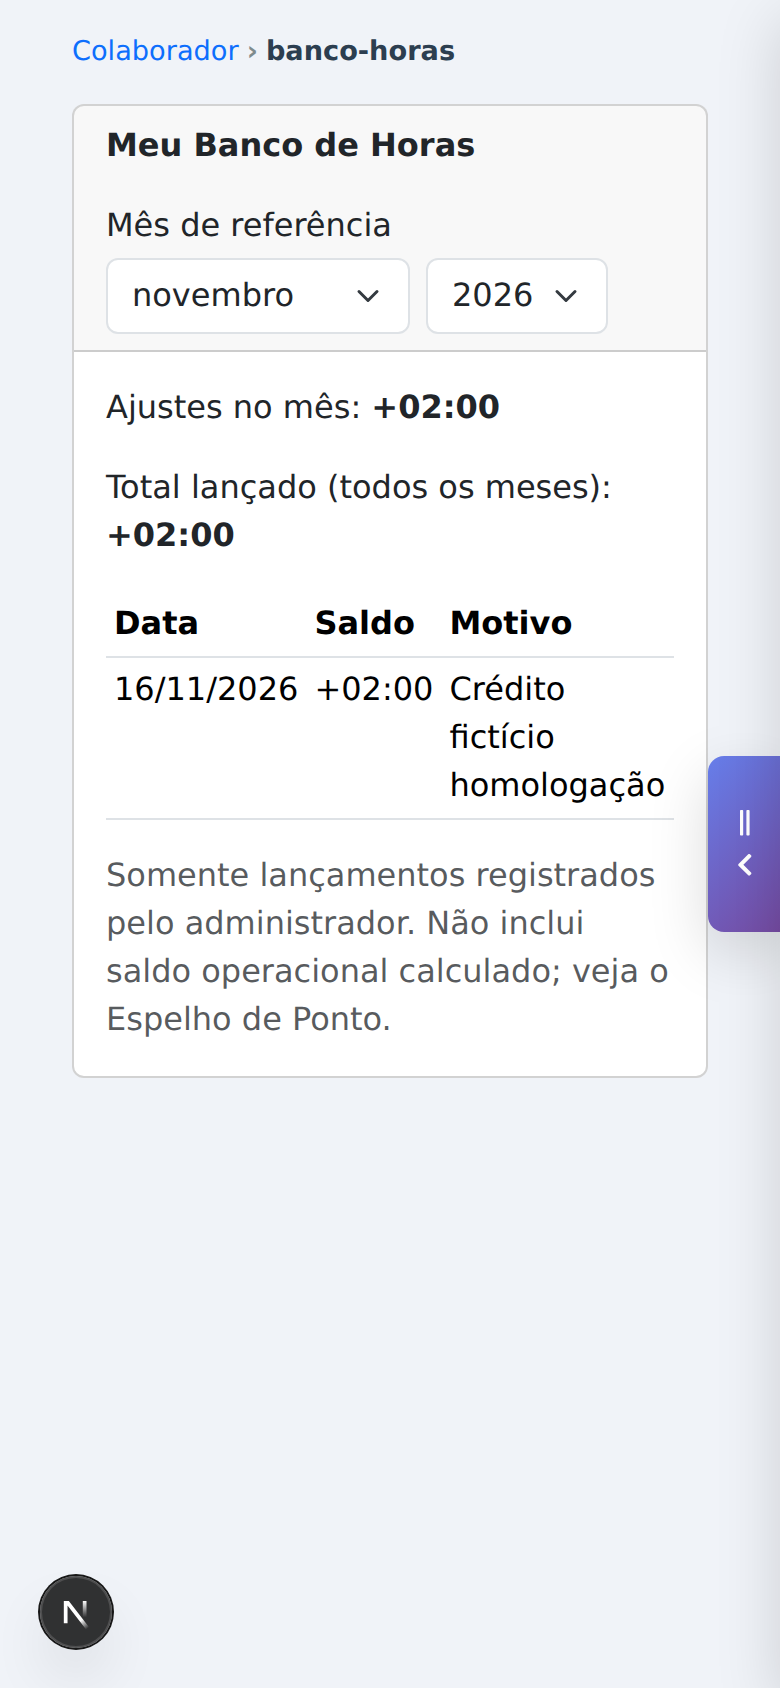 Colaborador › banco-horas
Meu Banco de Horas
Mês de referência
novembro 2026
Ajustes no mês: +02:00
Total lançado (todos os meses):
+02:00
Data Saldo Motivo
16/11/2026 +02:00 Crédito
fictício
homologação
Somente lançamentos registrados
pelo administrador. Não inclui
saldo operacional calculado; veja o
Espelho de Ponto.
N